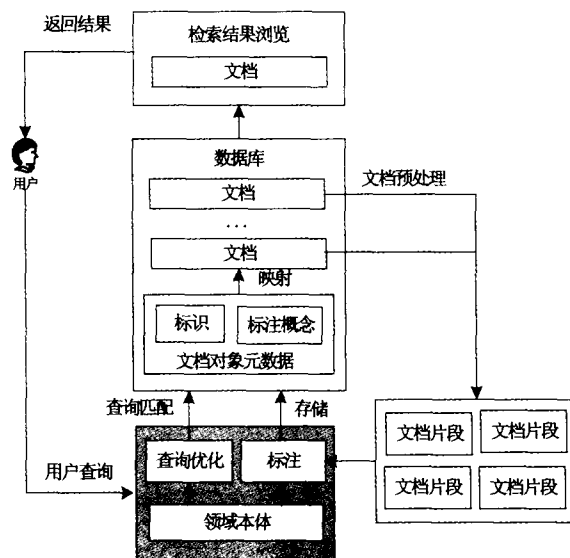 返回结果
检索结果浏览
文档
用户
数据库
文档
...
文档
文档预处理
映射
标识
标注概念
文档对象元数据
查询匹配
存储
用户查询
查询优化
标注
领域本体
文档片段
文档片段
文档片段
文档片段